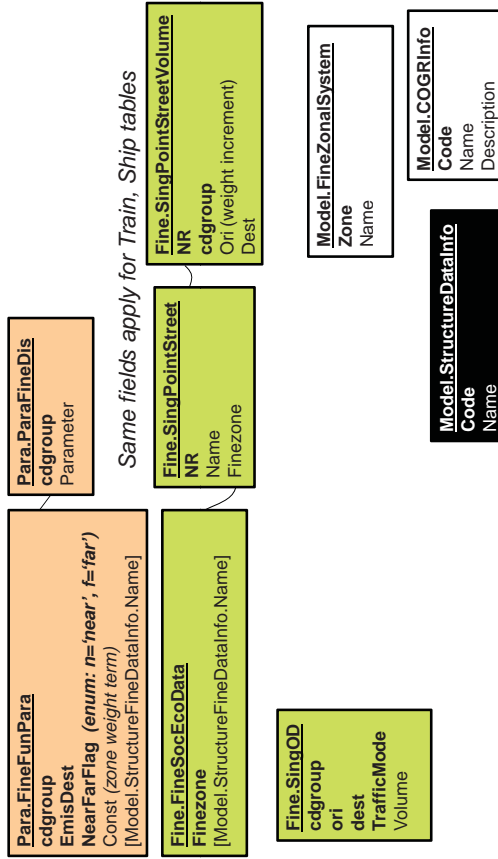 Para.FineFunPara
cdgroup
EmisDest
NearFarFlag (enum: n='near', f='far')
Const (zone weight term)
[Model.StructureFineDataInfo.Name]
Para.ParaFineDis
cdgroup
Parameter
Same fields apply for Train, Ship tables
Fine.FineSocEcoData
Finezone
[Model.StructureFineDataInfo.Name]
Fine.SingPointStreet
NR
Name
Finezone
Fine.SingPointStreetVolume
NR
cdgroup
Ori (weight increment)
Dest
Fine.SingOD
cdgroup
ori
dest
TrafficMode
Volume
Model.FineZonalSystem
Zone
Name
Model.StructureDataInfo
Code
Name
Model.COGRInfo
Code
Name
Description